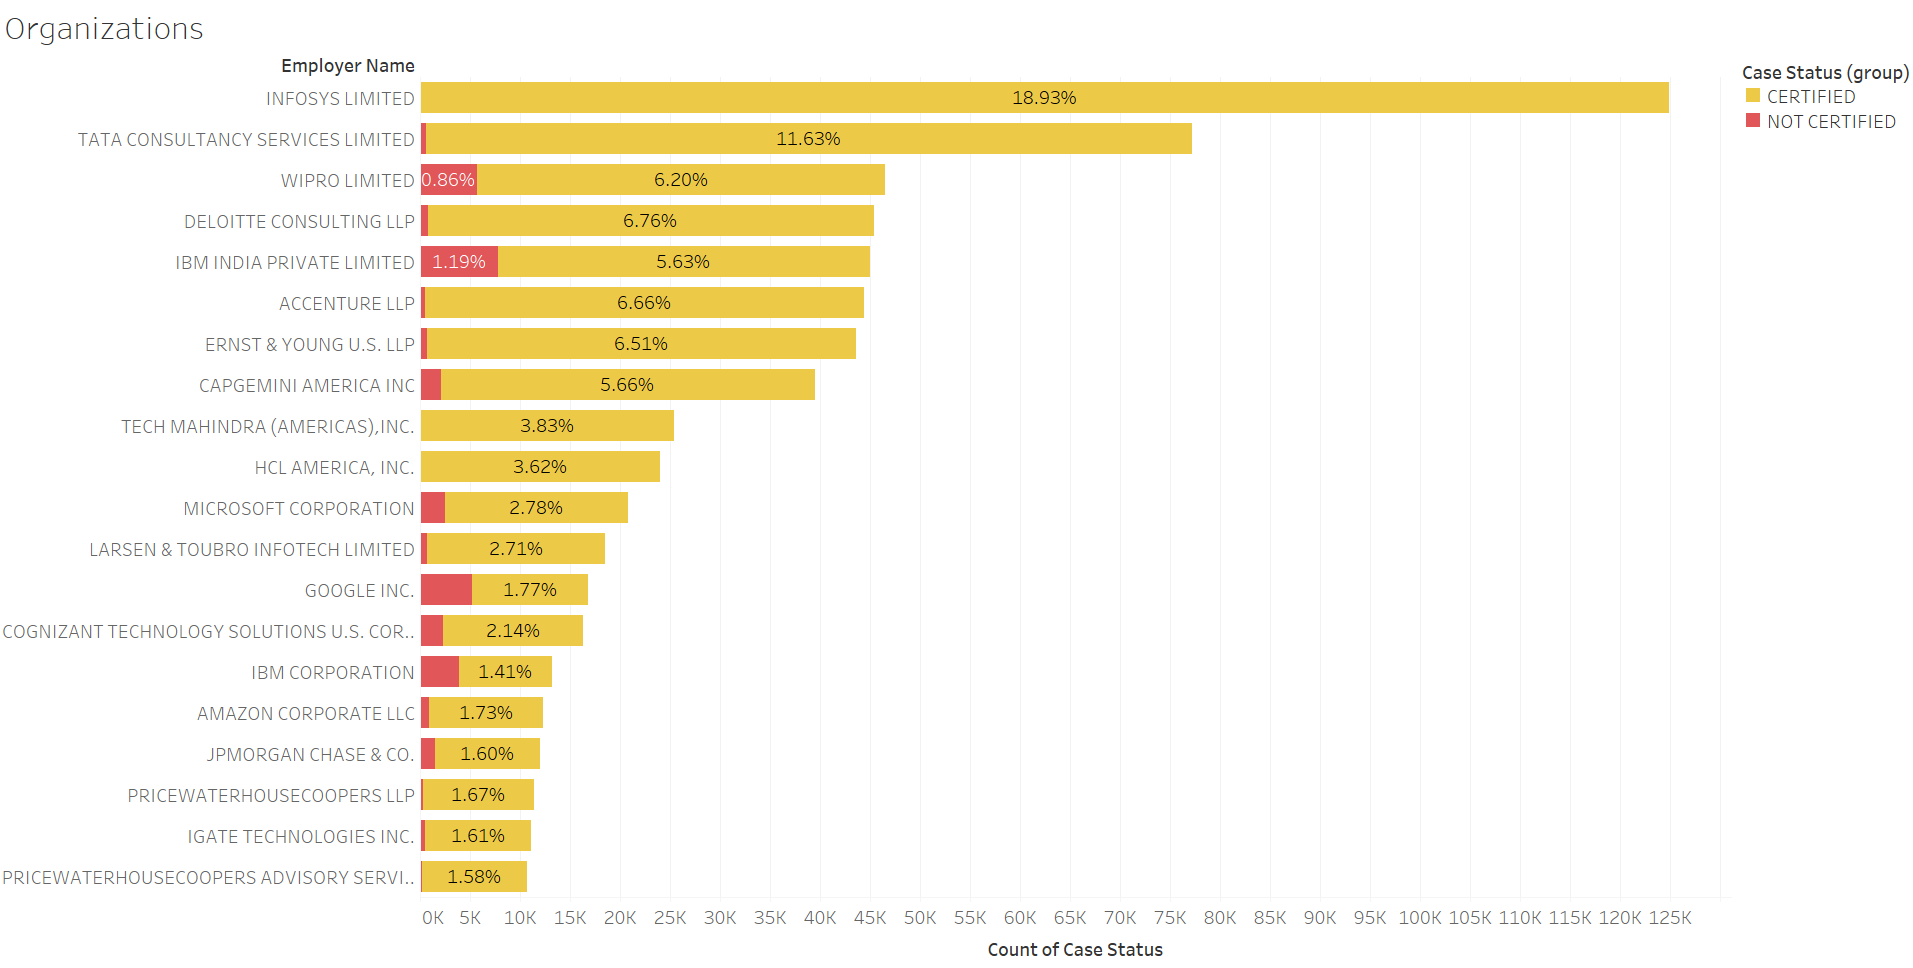 Organizations
Employer Name
Case Status (group)
CERTIFIED
NOT CERTIFIED
INFOSYS LIMITED 18.93%
TATA CONSULTANCY SERVICES LIMITED 11.63%
WIPRO LIMITED 0.86% 6.20%
DELOITTE CONSULTING LLP 6.76%
IBM INDIA PRIVATE LIMITED 1.19% 5.63%
ACCENTURE LLP 6.66%
ERNST & YOUNG U.S. LLP 6.51%
CAPGEMINI AMERICA INC 5.66%
TECH MAHINDRA (AMERICAS),INC. 3.83%
HCL AMERICA, INC. 3.62%
MICROSOFT CORPORATION 2.78%
LARSEN & TOUBRO INFOTECH LIMITED 2.71%
GOOGLE INC. 1.77%
COGNIZANT TECHNOLOGY SOLUTIONS U.S. COR.. 2.14%
IBM CORPORATION 1.41%
AMAZON CORPORATE LLC 1.73%
JPMORGAN CHASE & CO. 1.60%
PRICEWATERHOUSECOOPERS LLP 1.67%
IGATE TECHNOLOGIES INC. 1.61%
PRICEWATERHOUSECOOPERS ADVISORY SERVI.. 1.58%
0K 5K 10K 15K 20K 25K 30K 35K 40K 45K 50K 55K 60K 65K 70K 75K 80K 85K 90K 95K 100K 105K 110K 115K 120K 125K
Count of Case Status